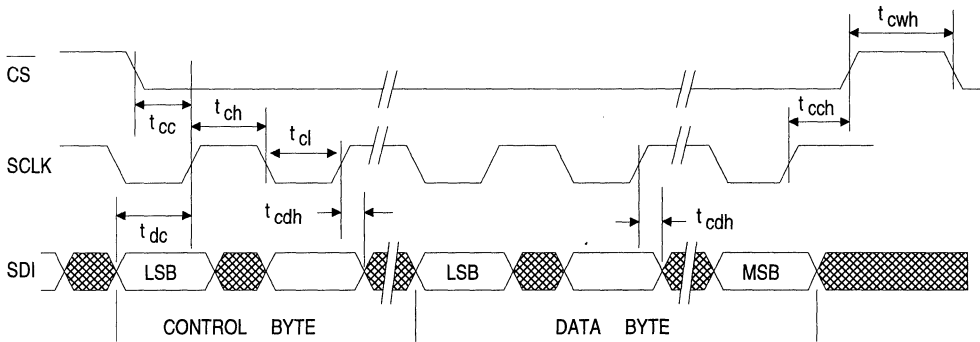 t cwh
CS
t cc
t ch
t cl
t cch
SCLK
t cdh
t cdh
t dc
SDI
LSB
LSB
MSB
CONTROL BYTE
DATA BYTE